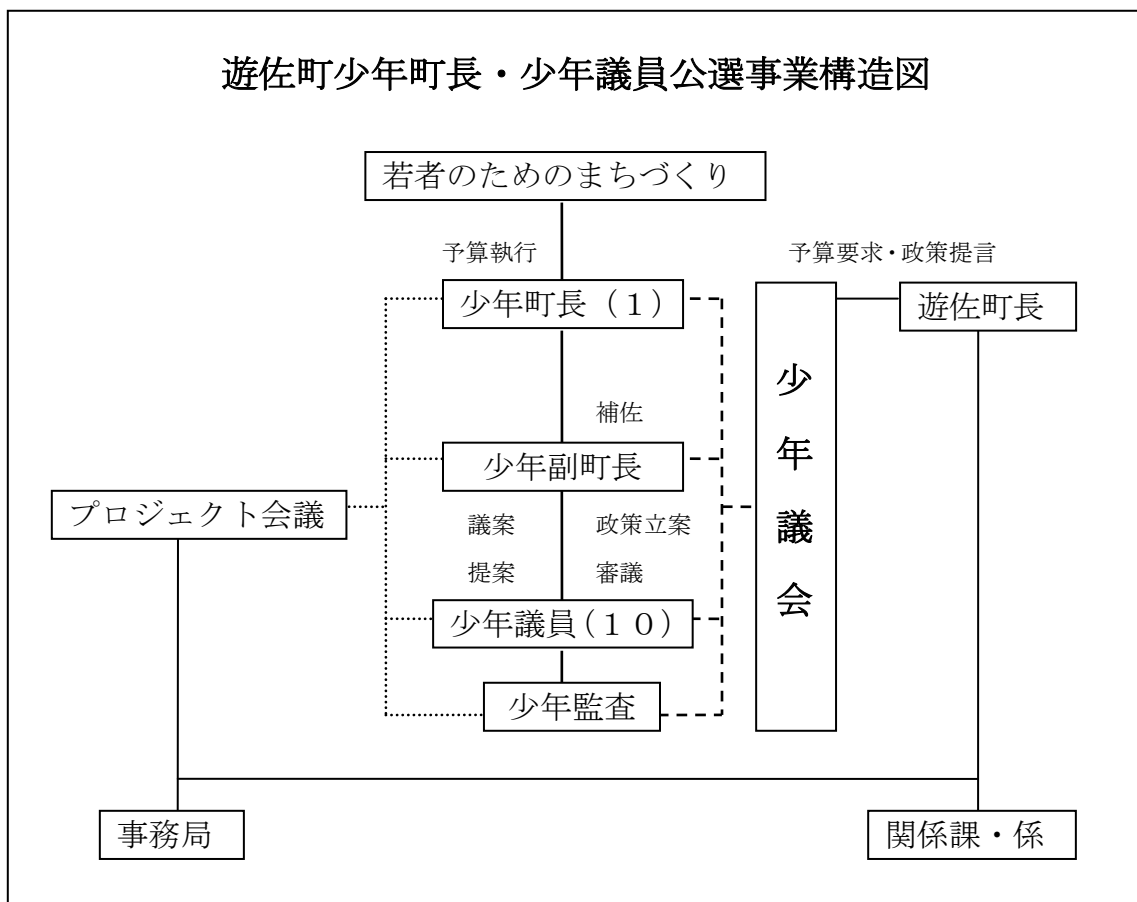 遊佐町少年町長・少年議員公選事業構造図
若者のためのまちづくり
予算執行
予算要求・政策提言
少年町長（１）
遊佐町長
少年議会
補佐
少年副町長
プロジェクト会議
議案
政策立案
提案
審議
少年議員（１０）
少年監査
事務局
関係課・係